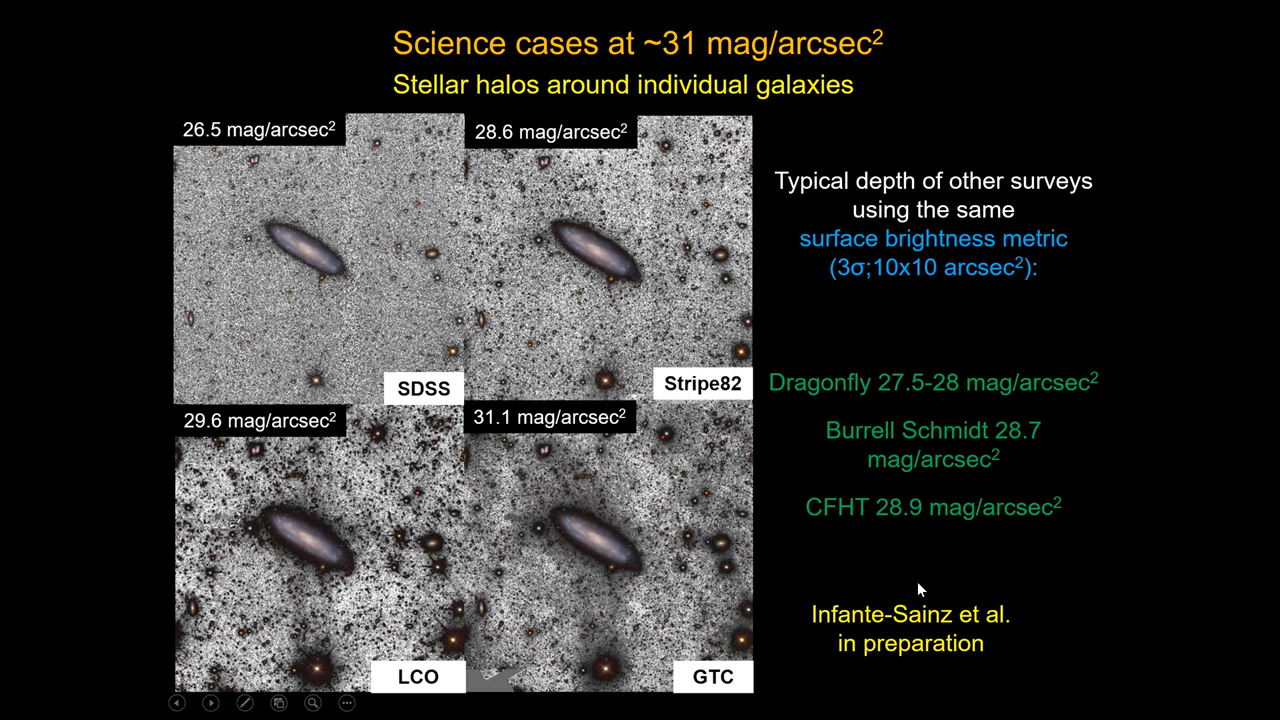 Science cases at ~31 mag/arcsec²
Stellar halos around individual galaxies
26.5 mag/arcsec²
28.6 mag/arcsec²
SDSS
Stripe82
29.6 mag/arcsec²
31.1 mag/arcsec²
LCO
GTC
Typical depth of other surveys
using the same
surface brightness metric
(3σ;10x10 arcsec²):
Dragonfly 27.5-28 mag/arcsec²
Burrell Schmidt 28.7
mag/arcsec²
CFHT 28.9 mag/arcsec²
Infante-Sainz et al.
in preparation